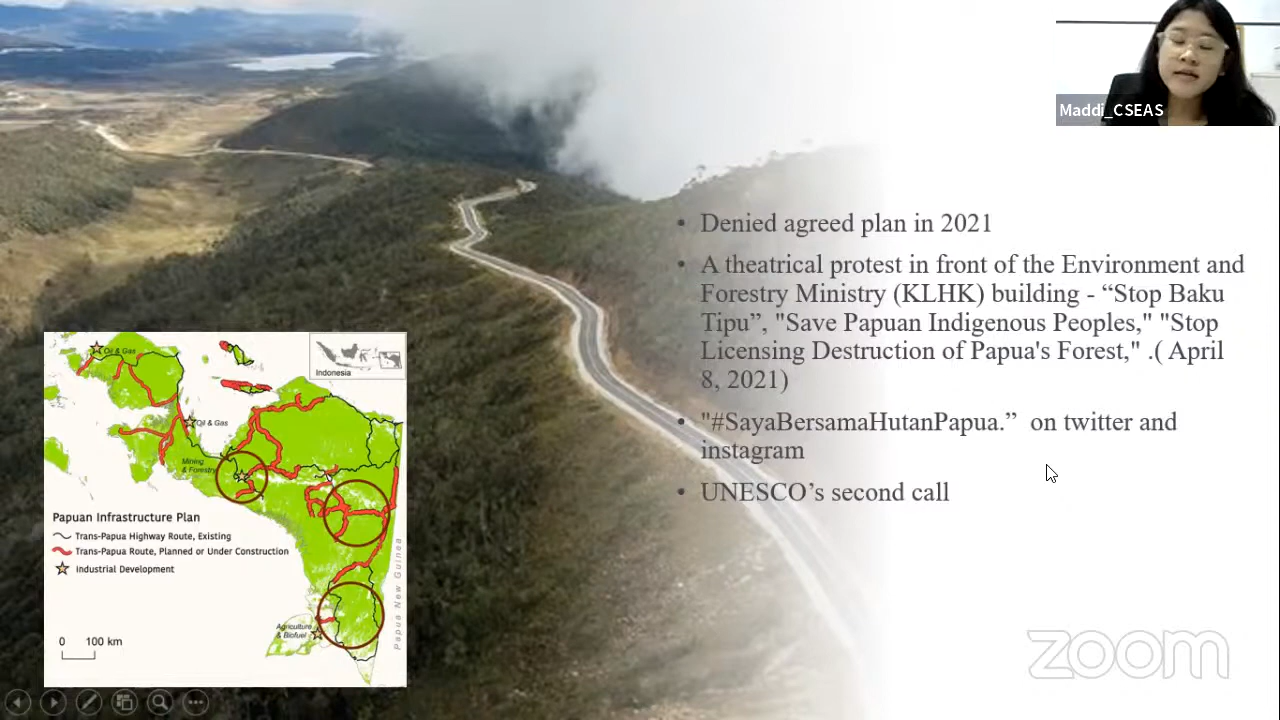 Maddi_CSEAS
• Denied agreed plan in 2021
• A theatrical protest in front of the Environment and
Forestry Ministry (KLHK) building - “Stop Baku
Tipu”, "Save Papuan Indigenous Peoples," "Stop
Licensing Destruction of Papua's Forest," .( April
8, 2021)
• "#SayaBersamaHutanPapua.” on twitter and
instagram
• UNESCO’s second call
Oil & Gas
Indonesia
Oil & Gas
Mining
& Forestry
Papuan Infrastructure Plan
Trans-Papua Highway Route, Existing
Trans-Papua Route, Planned or Under Construction
Industrial Development
Papua New Guinea
Agriculture
& Biofuel
0 100 km
zoom